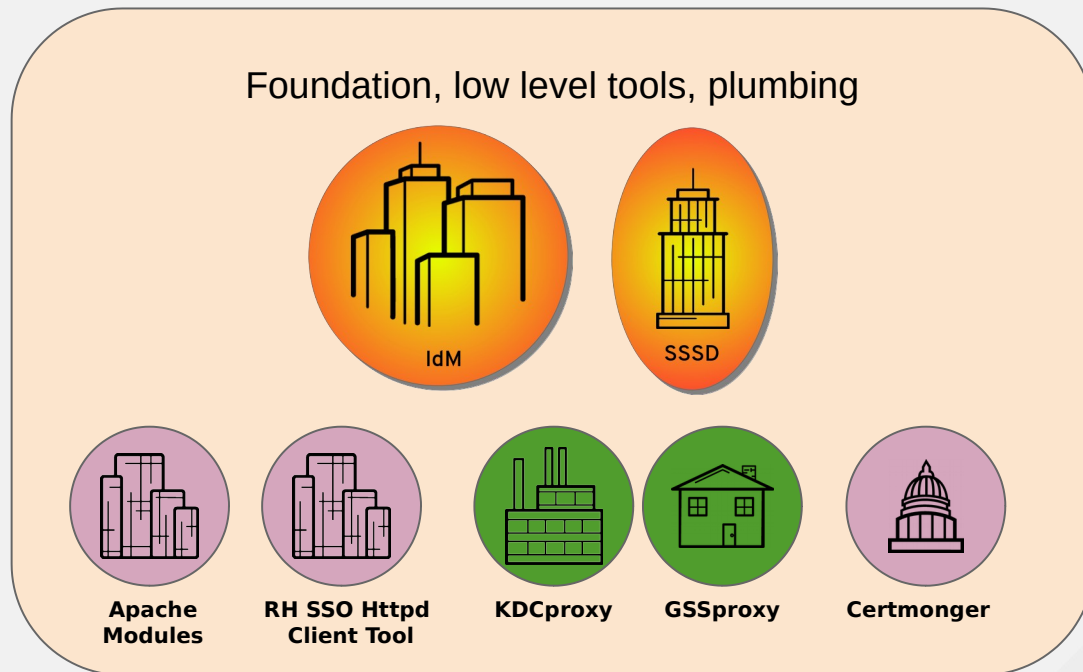 Foundation, low level tools, plumbing
IdM
SSSD
Apache
Modules
RH SSO Httpd
Client Tool
KDCproxy
GSSproxy
Certmonger